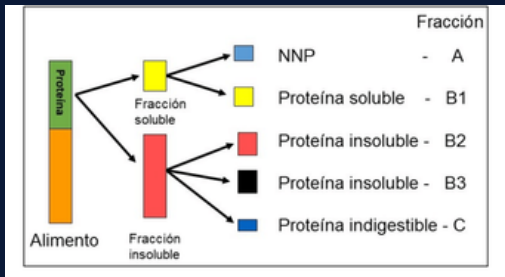 Fracción
NNP - A
Proteína soluble - B1
Proteína insoluble - B2
Proteína insoluble - B3
Proteína indigestible - C
Proteína
Fracción
soluble
Alimento
Fracción
insoluble